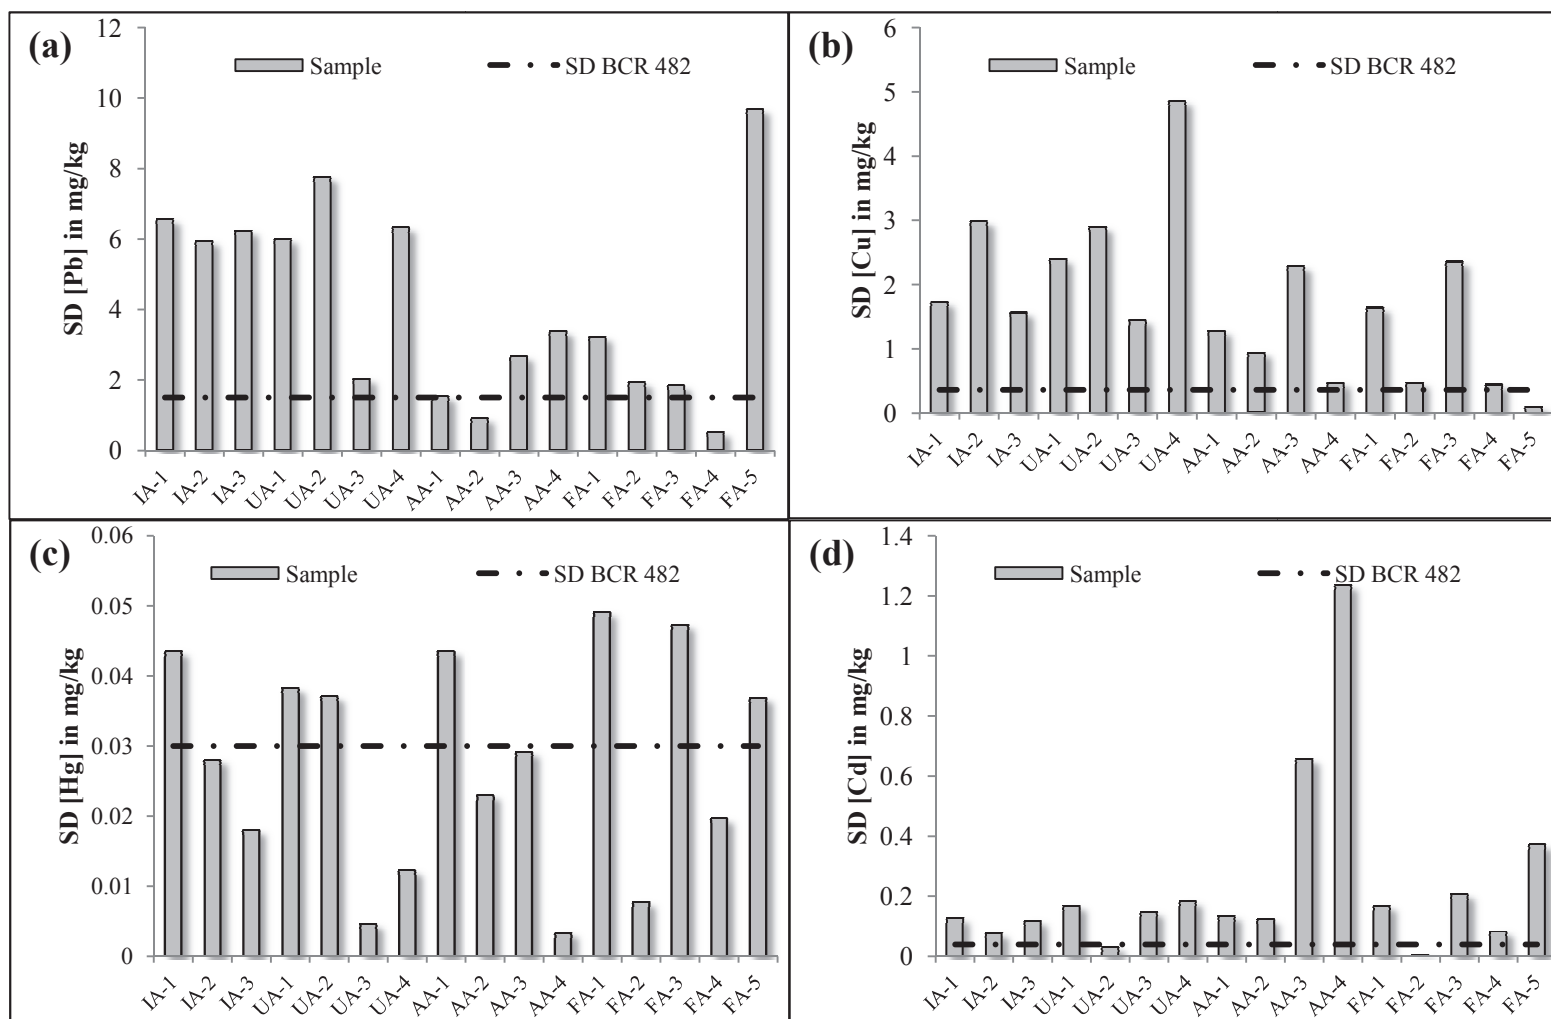 (a)
SD [Pb] in mg/kg
12
10
8
6
4
2
0
Sample
SD BCR 482
IA-1 IA-2 IA-3 UA-1 UA-2 UA-3 UA-4 AA-1 AA-2 AA-3 AA-4 FA-1 FA-2 FA-3 FA-4 FA-5
(b)
SD [Cu] in mg/kg
6
5
4
3
2
1
0
Sample
SD BCR 482
IA-1 IA-2 IA-3 UA-1 UA-2 UA-3 UA-4 AA-1 AA-2 AA-3 AA-4 FA-1 FA-2 FA-3 FA-4 FA-5
(c)
SD [Hg] in mg/kg
0.06
0.05
0.04
0.03
0.02
0.01
0
Sample
SD BCR 482
IA-1 IA-2 IA-3 UA-1 UA-2 UA-3 UA-4 AA-1 AA-2 AA-3 AA-4 FA-1 FA-2 FA-3 FA-4 FA-5
(d)
SD [Cd] in mg/kg
1.4
1.2
1
0.8
0.6
0.4
0.2
0
Sample
SD BCR 482
IA-1 IA-2 IA-3 UA-1 UA-2 UA-3 UA-4 AA-1 AA-2 AA-3 AA-4 FA-1 FA-2 FA-3 FA-4 FA-5